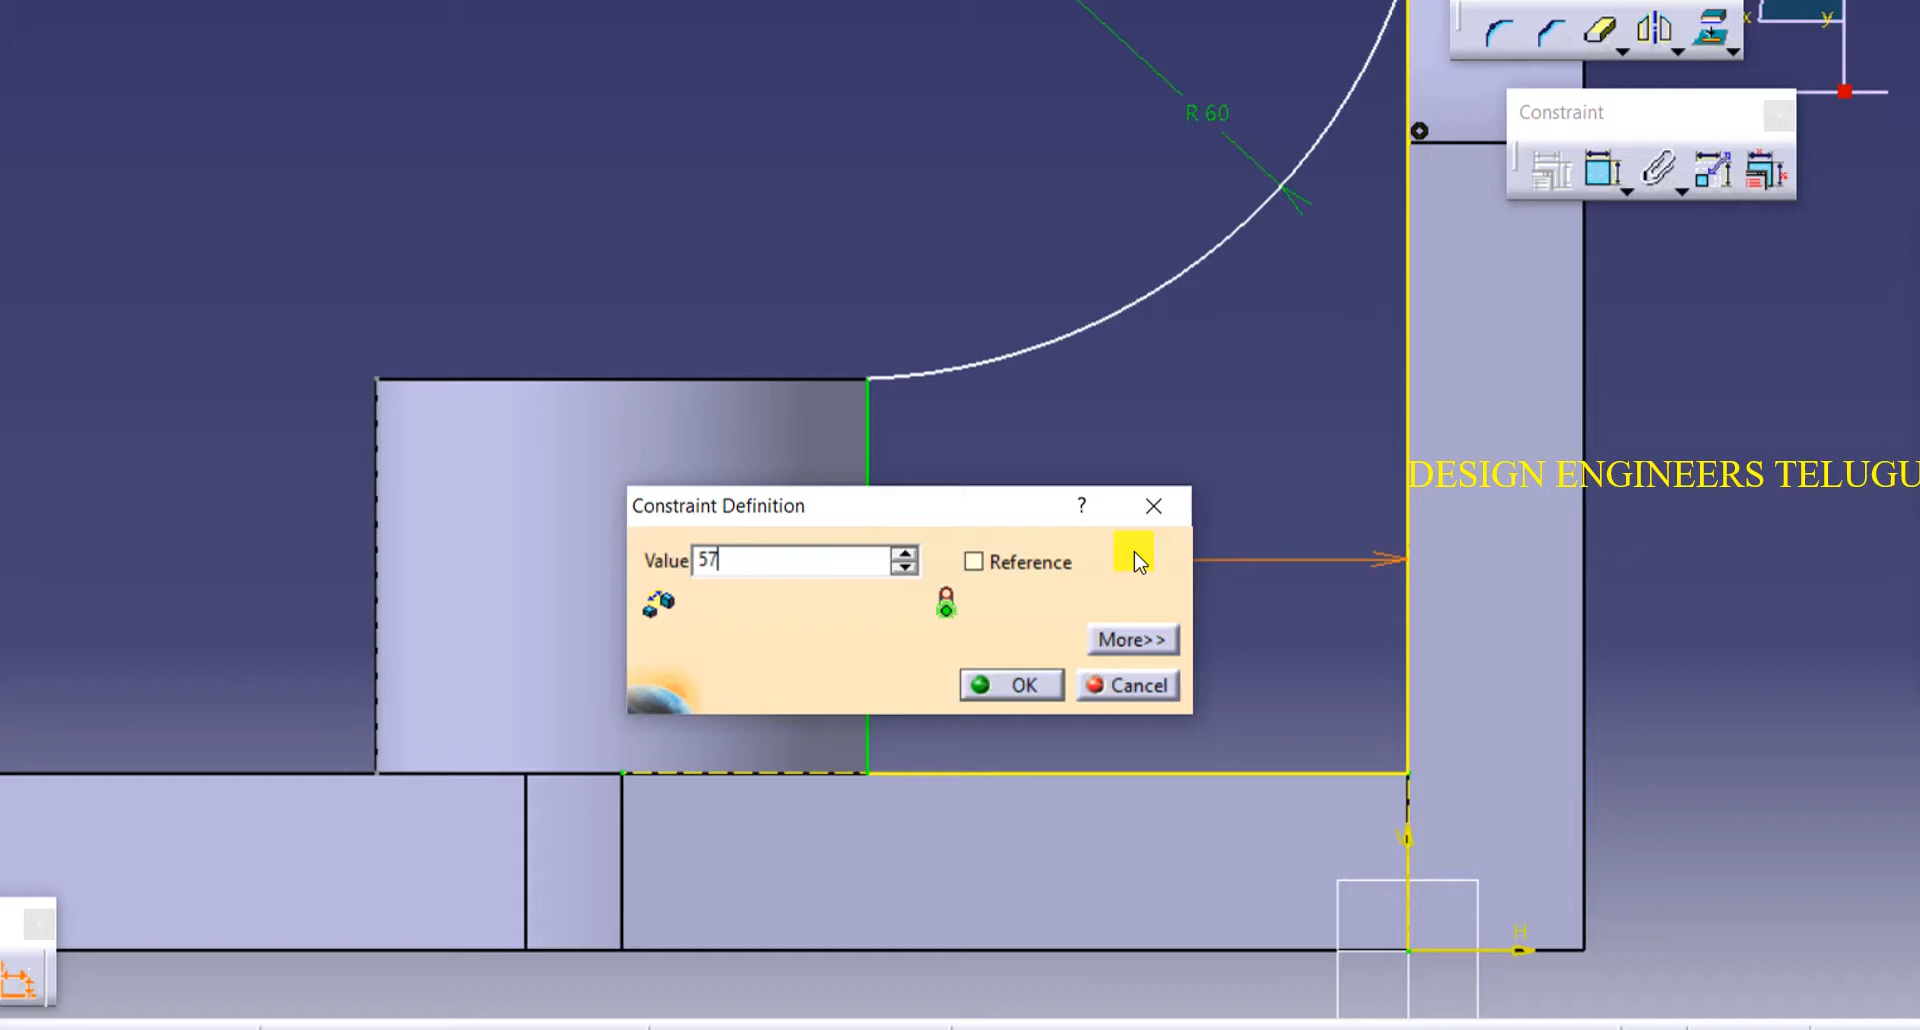 x y
R 60
Constraint
DESIGN ENGINEERS TELUGU
Constraint Definition ?
Value 57 Reference
More>>
OK Cancel
V
H